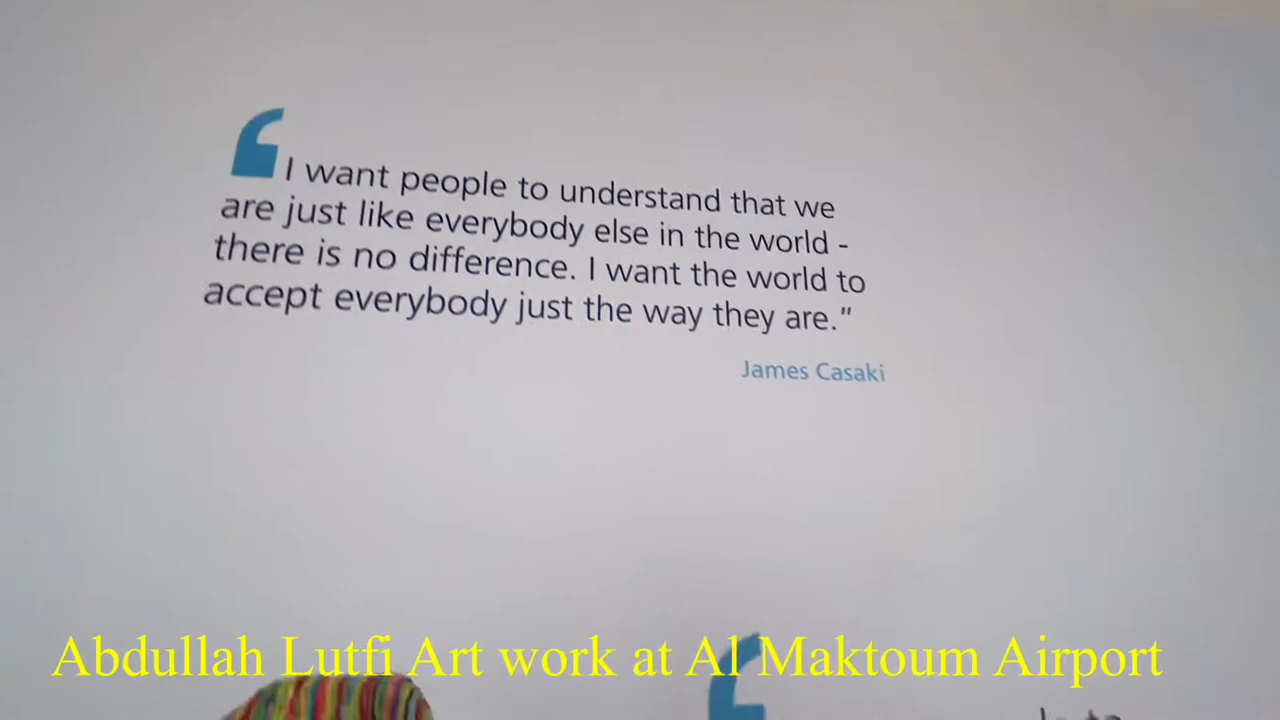 ‘I want people to understand that we
are just like everybody else in the world -
there is no difference. I want the world to
accept everybody just the way they are.”
James Casaki
Abdullah Lutfi Art work at Al Maktoum Airport